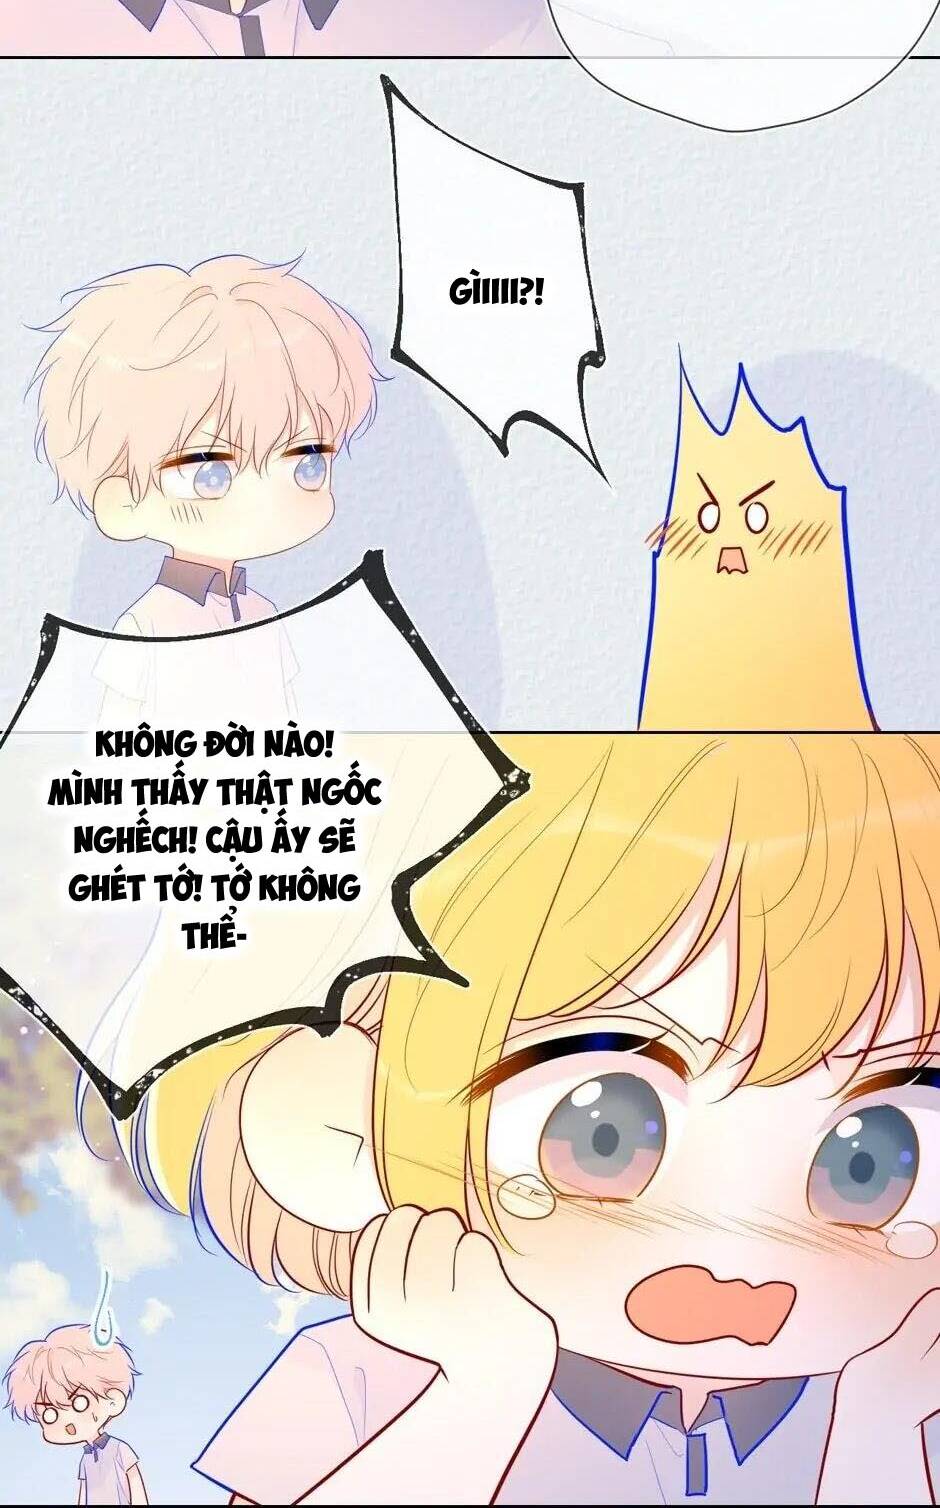 GÌIIII?!
KHÔNG ĐỜI NÀO!
MÌNH THẤY THẬT NGỐC
NGHẾCH! CẬU ẤY SẼ
GHÉT TỚ! TỚ KHÔNG
THỂ-